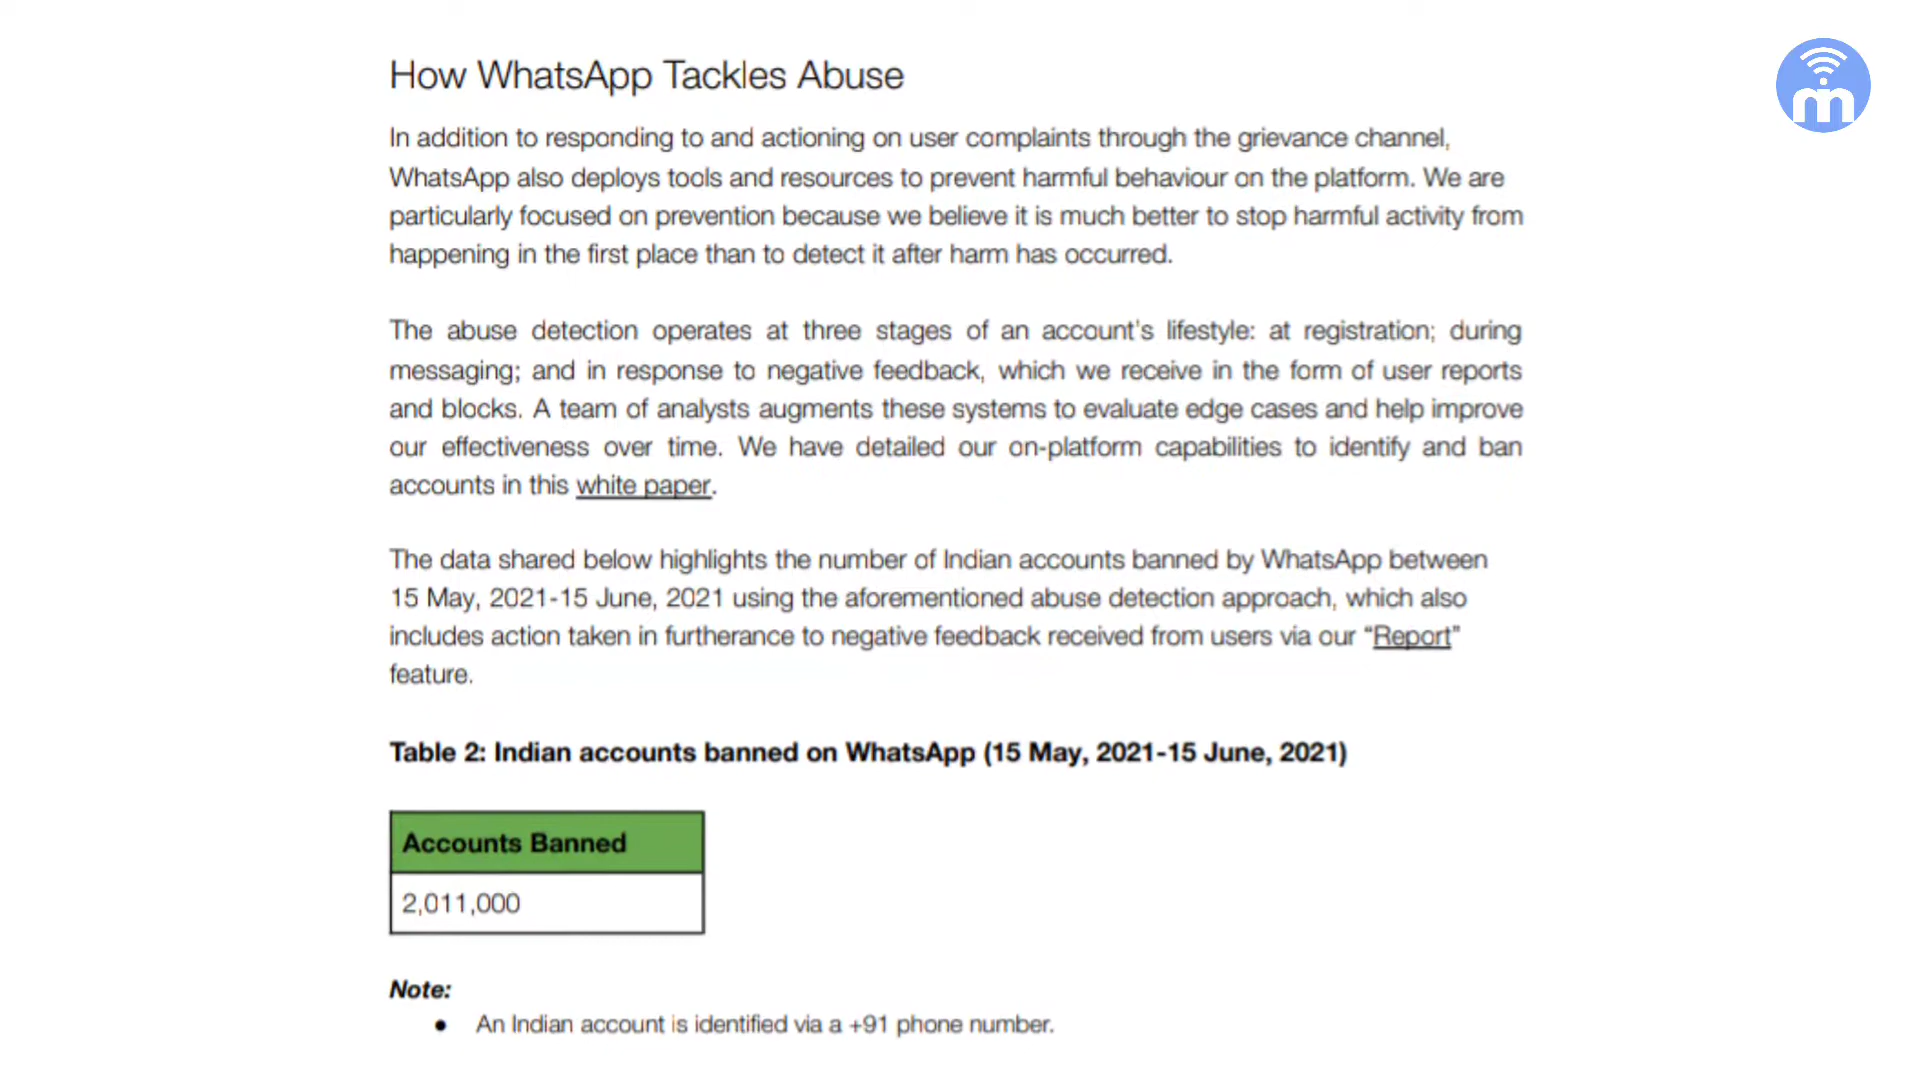 How WhatsApp Tackles Abuse
In addition to responding to and actioning on user complaints through the grievance channel,
WhatsApp also deploys tools and resources to prevent harmful behaviour on the platform. We are
particularly focused on prevention because we believe it is much better to stop harmful activity from
happening in the first place than to detect it after harm has occurred.
The abuse detection operates at three stages of an account's lifestyle: at registration; during
messaging; and in response to negative feedback, which we receive in the form of user reports
and blocks. A team of analysts augments these systems to evaluate edge cases and help improve
our effectiveness over time. We have detailed our on-platform capabilities to identify and ban
accounts in this white paper.
The data shared below highlights the number of Indian accounts banned by WhatsApp between
15 May, 2021-15 June, 2021 using the aforementioned abuse detection approach, which also
includes action taken in furtherance to negative feedback received from users via our “Report”
feature.
Table 2: Indian accounts banned on WhatsApp (15 May, 2021-15 June, 2021)
Accounts Banned
2,011,000
Note:
● An Indian account is identified via a +91 phone number.
m